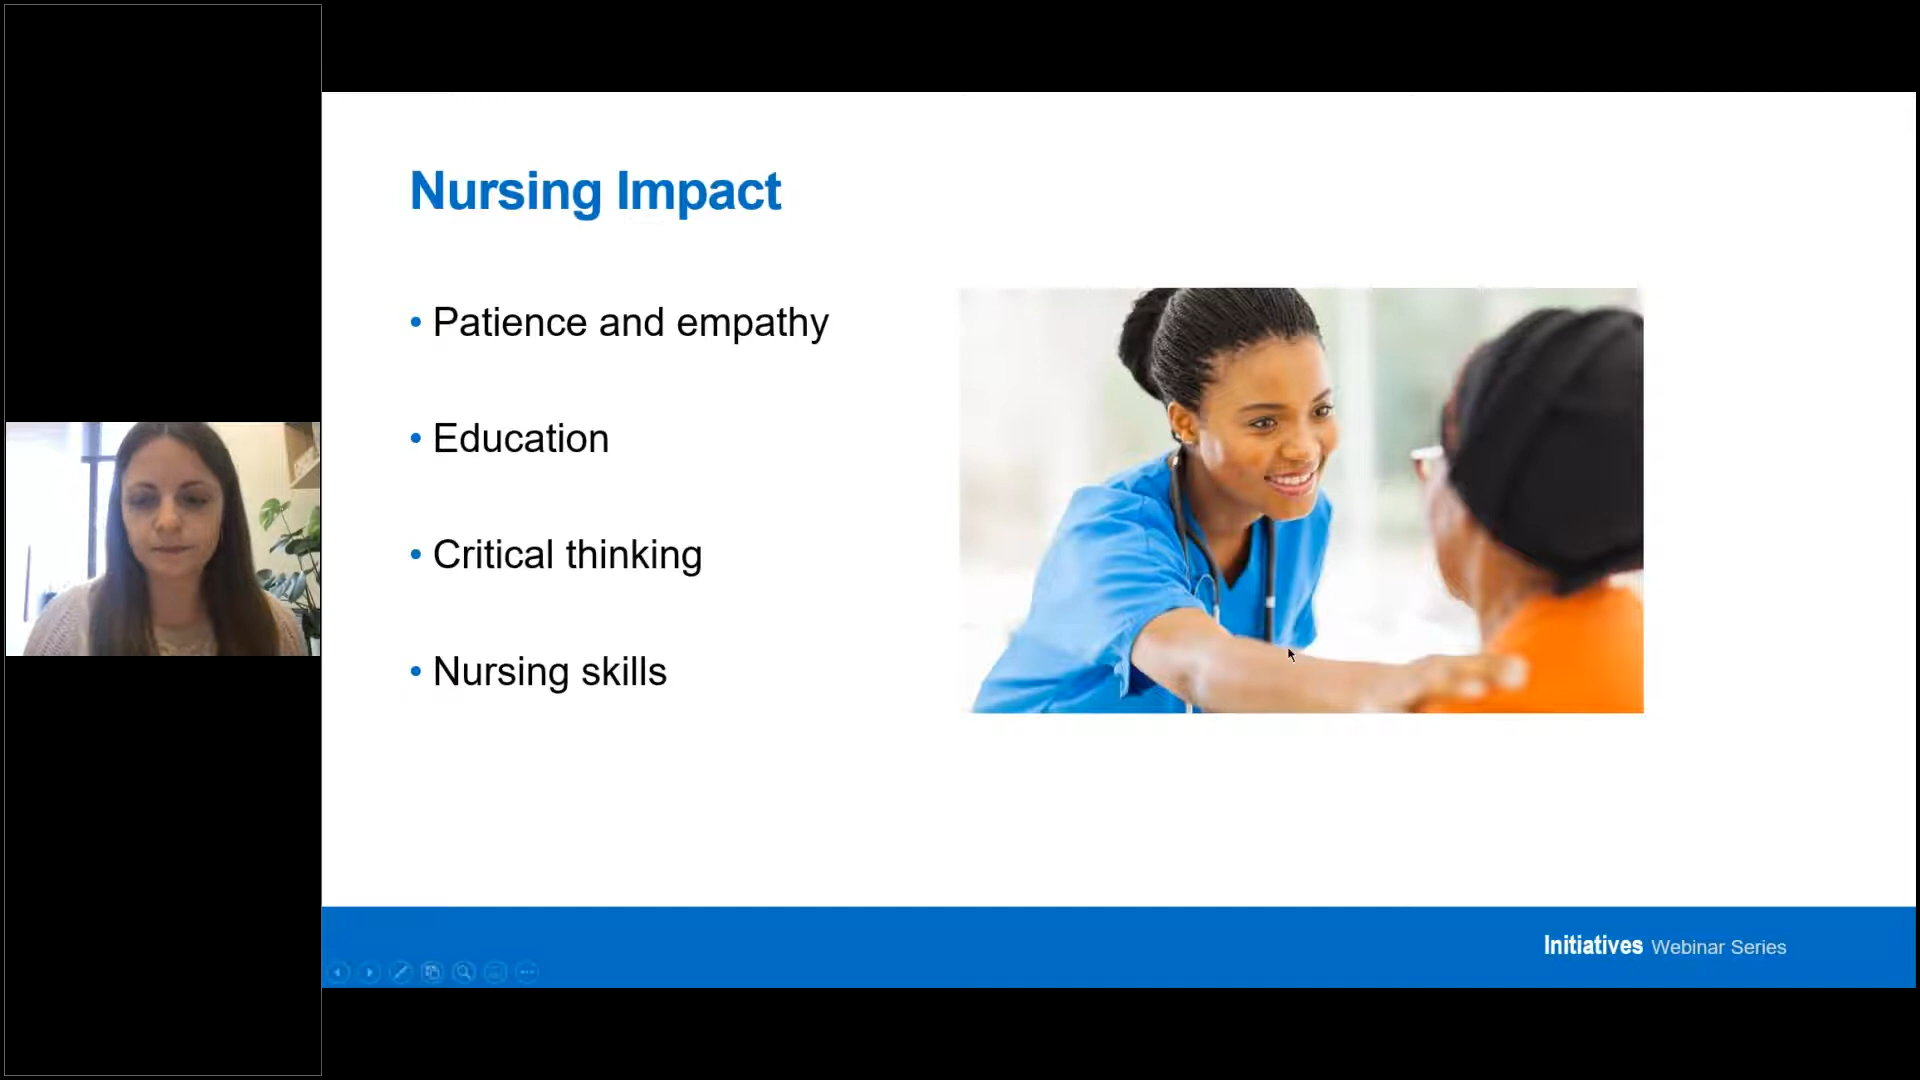 Nursing Impact
• Patience and empathy
• Education
• Critical thinking
• Nursing skills
Initiatives Webinar Series